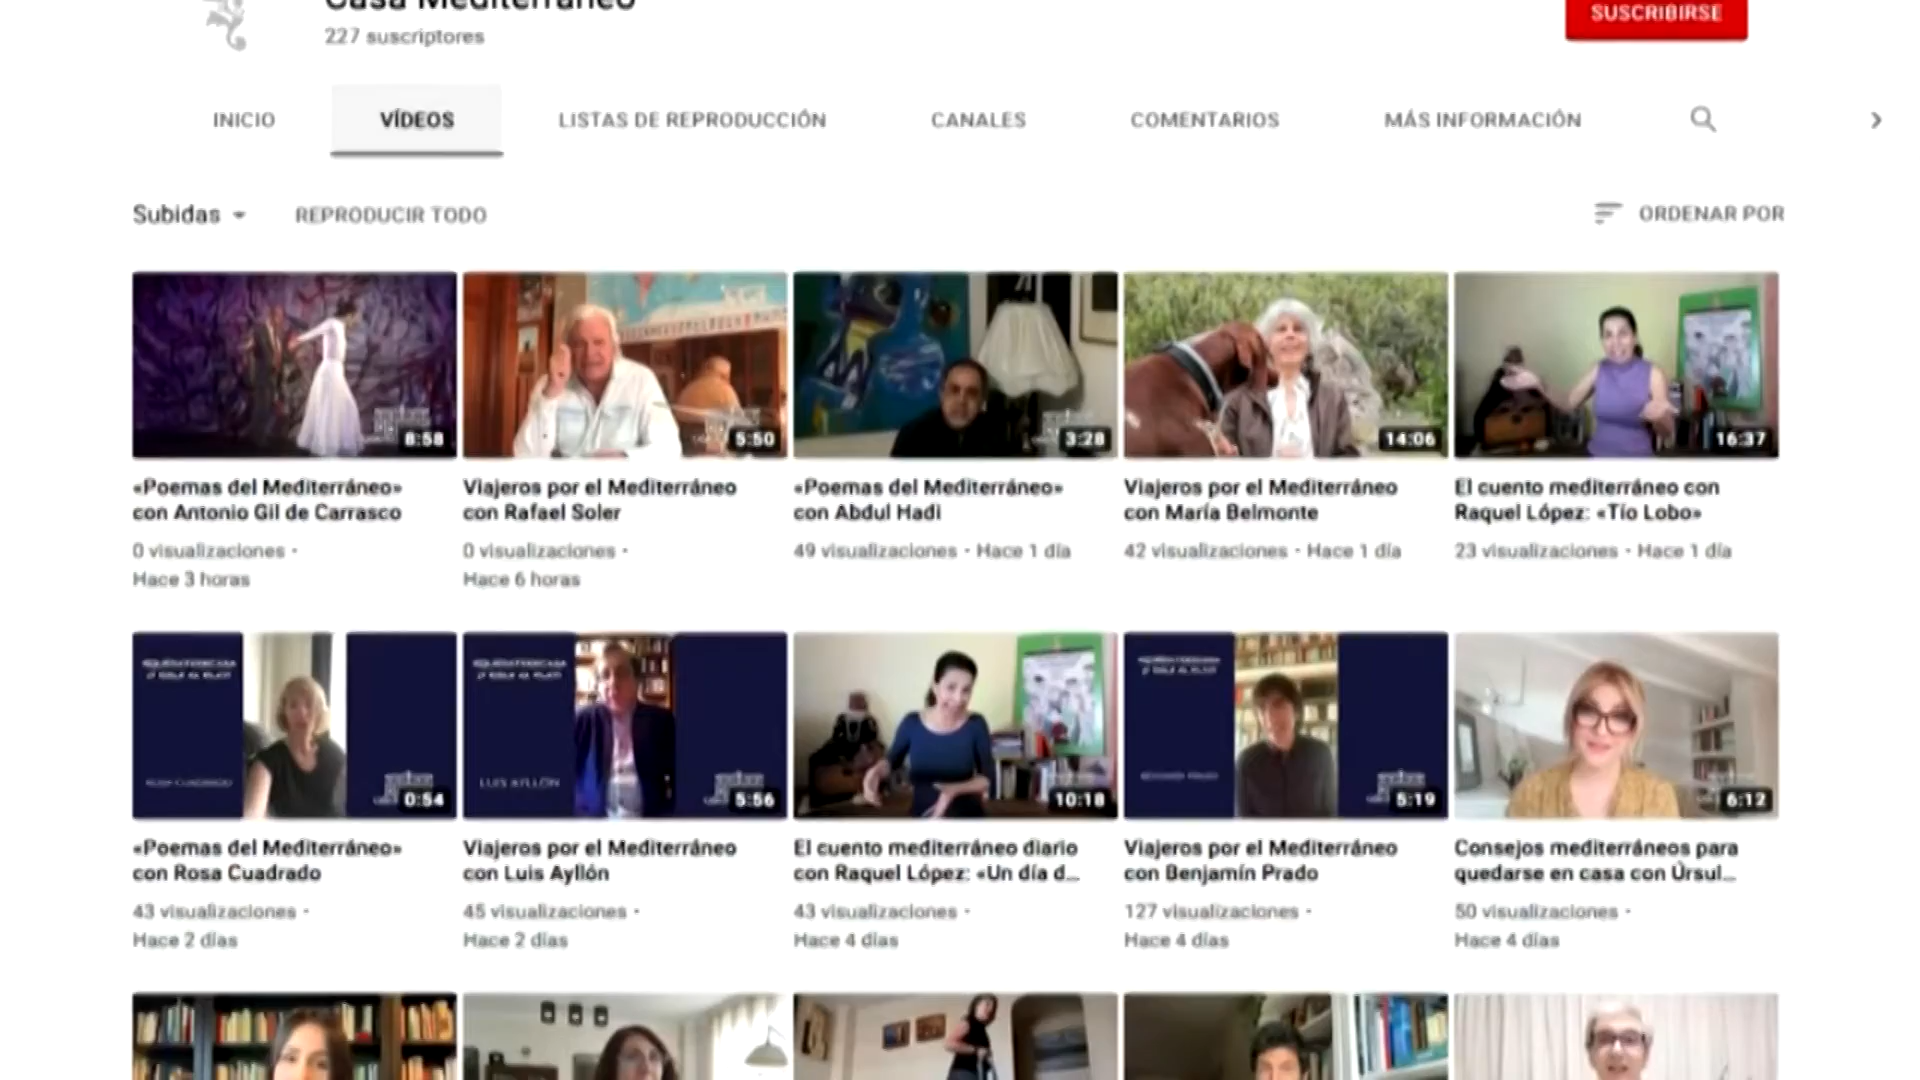 Casa Mediterráneo
227 suscriptores
SUSCRIBIRSE
INICIO
VÍDEOS
LISTAS DE REPRODUCCIÓN
CANALES
COMENTARIOS
MÁS INFORMACIÓN
Subidas
REPRODUCIR TODO
ORDENAR POR
8:58
5:50
3:28
14:06
16:37
«Poemas del Mediterráneo»
con Antonio Gil de Carrasco
0 visualizaciones •
Hace 3 horas
Viajeros por el Mediterráneo
con Rafael Soler
0 visualizaciones •
Hace 6 horas
«Poemas del Mediterráneo»
con Abdul Hadi
49 visualizaciones • Hace 1 día
Viajeros por el Mediterráneo
con María Belmonte
42 visualizaciones • Hace 1 día
El cuento mediterráneo con
Raquel López: «Tío Lobo»
23 visualizaciones • Hace 1 día
ROSA CUADRADO
0:54
LUIS AYLLÓN
5:56
10:18
BENJAMÍN PRADO
5:19
6:12
«Poemas del Mediterráneo»
con Rosa Cuadrado
43 visualizaciones •
Hace 2 días
Viajeros por el Mediterráneo
con Luis Ayllón
45 visualizaciones •
Hace 2 días
El cuento mediterráneo diario
con Raquel López: «Un día d...
43 visualizaciones •
Hace 4 días
Viajeros por el Mediterráneo
con Benjamín Prado
127 visualizaciones •
Hace 4 días
Consejos mediterráneos para
quedarse en casa con Úrsul...
50 visualizaciones •
Hace 4 días